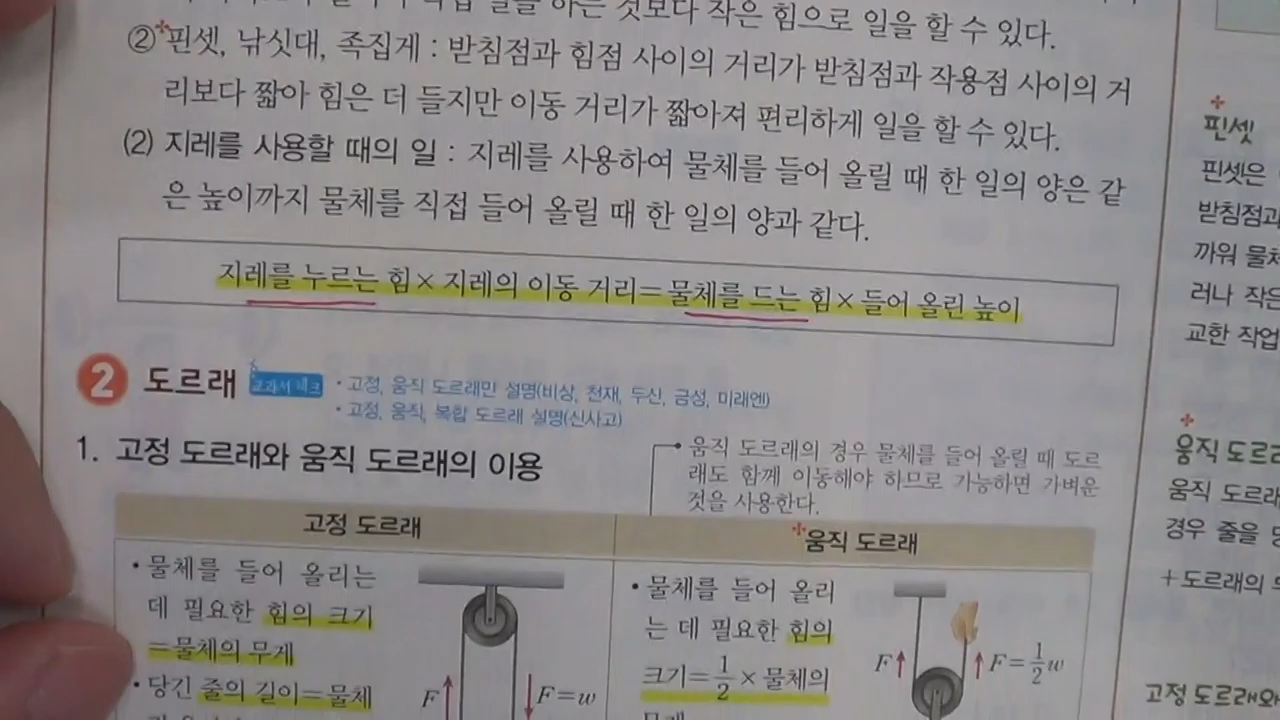 작은 힘으로 일을 할 수 있다.
② *핀셋, 낚싯대, 족집게 : 받침점과 힘점 사이의 거리가 받침점과 작용점 사이의 거
리보다 짧아 힘은 더 들지만 이동 거리가 짧아져 편리하게 일을 할 수 있다.
(2) 지레를 사용할 때의 일 : 지레를 사용하여 물체를 들어 올릴 때 한 일의 양은 같
은 높이까지 물체를 직접 들어 올릴 때 한 일의 양과 같다.
지레를 누르는 힘×지레의 이동 거리=물체를 드는 힘×들어 올린 높이
2 도르래 교과서 체크
• 고정, 움직 도르래만 설명(비상, 천재, 두산, 금성, 미래엔)
• 고정, 움직, 복합 도르래 설명(신사고)
1. 고정 도르래와 움직 도르래의 이용
움직 도르래의 경우 물체를 들어 올릴 때 도르
래도 함께 이동해야 하므로 가능하면 가벼운
것을 사용한다.
고정 도르래
• 물체를 들어 올리는
데 필요한 힘의 크기
=물체의 무게
• 당긴 줄의 길이=물체
F
F=w
*움직 도르래
• 물체를 들어 올리
는 데 필요한 힘의
크기=1/2×물체의
F
F=1/2w
*
핀셋
핀셋은
받침점과
까워 물체
러나 작은
교한 작업
*
움직 도르래
움직 도르래
경우 줄을
+도르래의
고정 도르래와